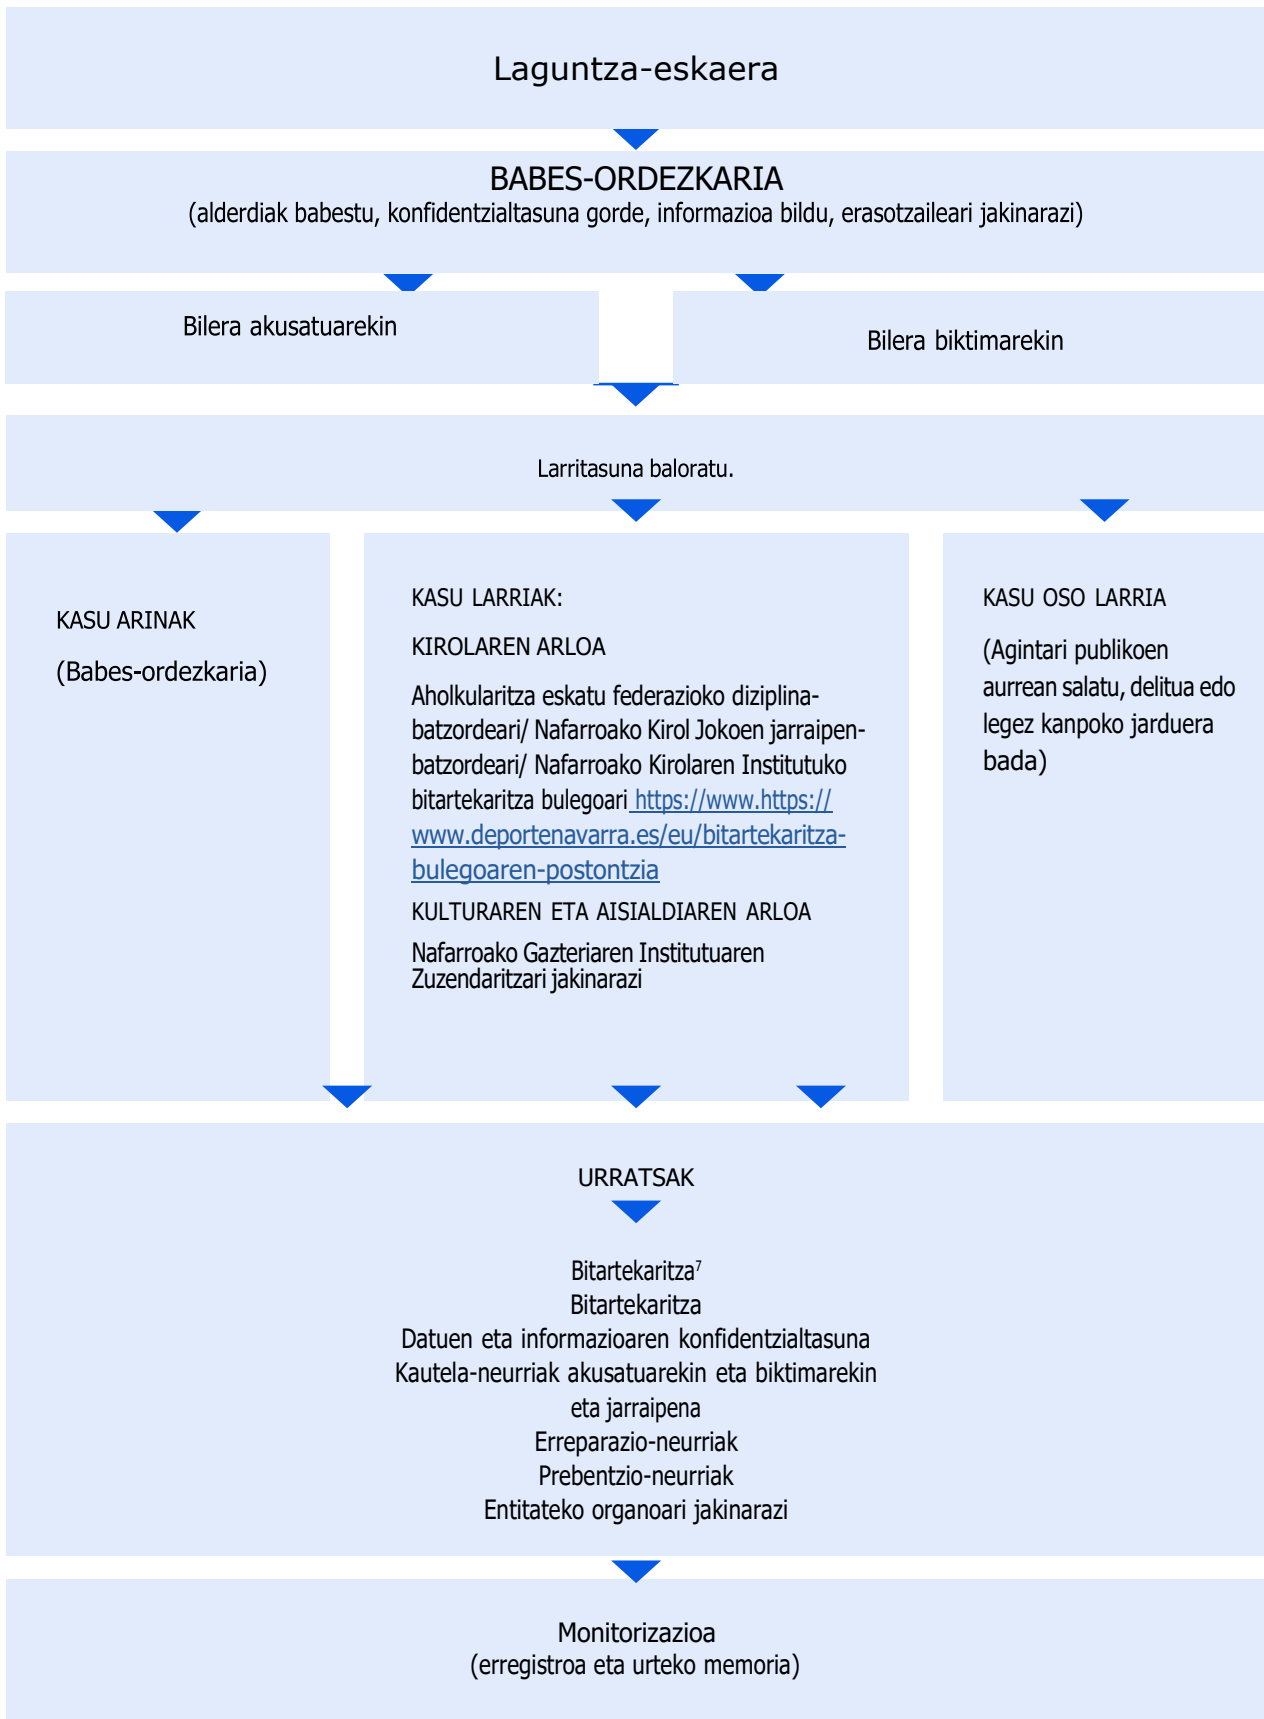 Laguntza-eskaera
BABES-ORDEZKARIA
(alderdiak babestu, konfidentzialtasuna gorde, informazioa bildu, erasotzaileari jakinarazi)
Bilera akusatuarekin
Bilera biktimarekin
Larritasuna baloratu.
KASU ARINAK
(Babes-ordezkaria)
KASU LARRIAK:
KIROLAREN ARLOA
Aholkularitza eskatu federazioko diziplina-
batzordeari/ Nafarroako Kirol Jokoen jarraipen-
batzordeari/ Nafarroako Kirolaren Institutuko
bitartekaritza bulegoari https://www.https://
www.deportenavarra.es/eu/bitartekaritza-
bulegoaren-postontzia
KULTURAREN ETA AISIALDIAREN ARLOA
Nafarroako Gazteriaren Institutuaren
Zuzendaritzari jakinarazi
KASU OSO LARRIA
(Agintari publikoen
aurrean salatu, delitua edo
legez kanpoko jarduera
bada)
URRATSAK
Bitartekaritza⁷
Bitartekaritza
Datuen eta informazioaren konfidentzialtasuna
Kautela-neurriak akusatuarekin eta biktimarekin
eta jarraipena
Erreparazio-neurriak
Prebentzio-neurriak
Entitateko organoari jakinarazi
Monitorizazioa
(erregistroa eta urteko memoria)